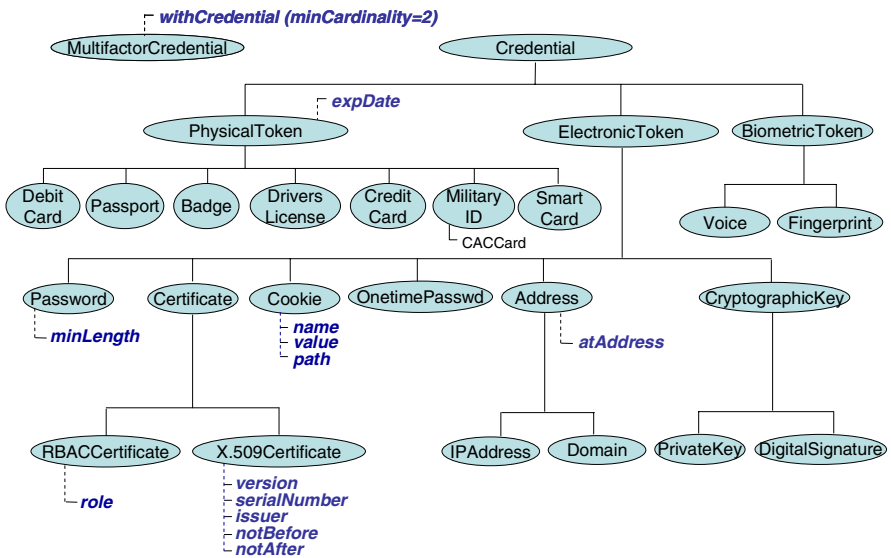 withCredential (minCardinality=2)
MultifactorCredential
Credential
expDate
PhysicalToken
ElectronicToken
BiometricToken
Debit
Card
Passport
Badge
Drivers
License
Credit
Card
Military
ID
Smart
Card
CACCard
Voice
Fingerprint
Password
Certificate
Cookie
OnetimePasswd
Address
CryptographicKey
minLength
name
value
path
atAddress
RBACCertificate
X.509Certificate
IPAddress
Domain
PrivateKey
DigitalSignature
role
version
serialNumber
issuer
notBefore
notAfter